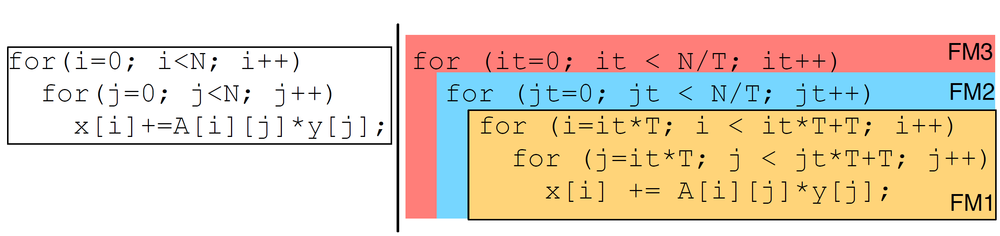 for(i=0; i<N; i++)
for(j=0; j<N; j++)
x[i]+=A[i][j]*y[j];
for (it=0; it < N/T; it++)
FM3
for (jt=0; jt < N/T; jt++)
FM2
for (i=it*T; i < it*T+T; i++)
for (j=it*T; j < jt*T+T; j++)
x[i] += A[i][j]*y[j];
FM1